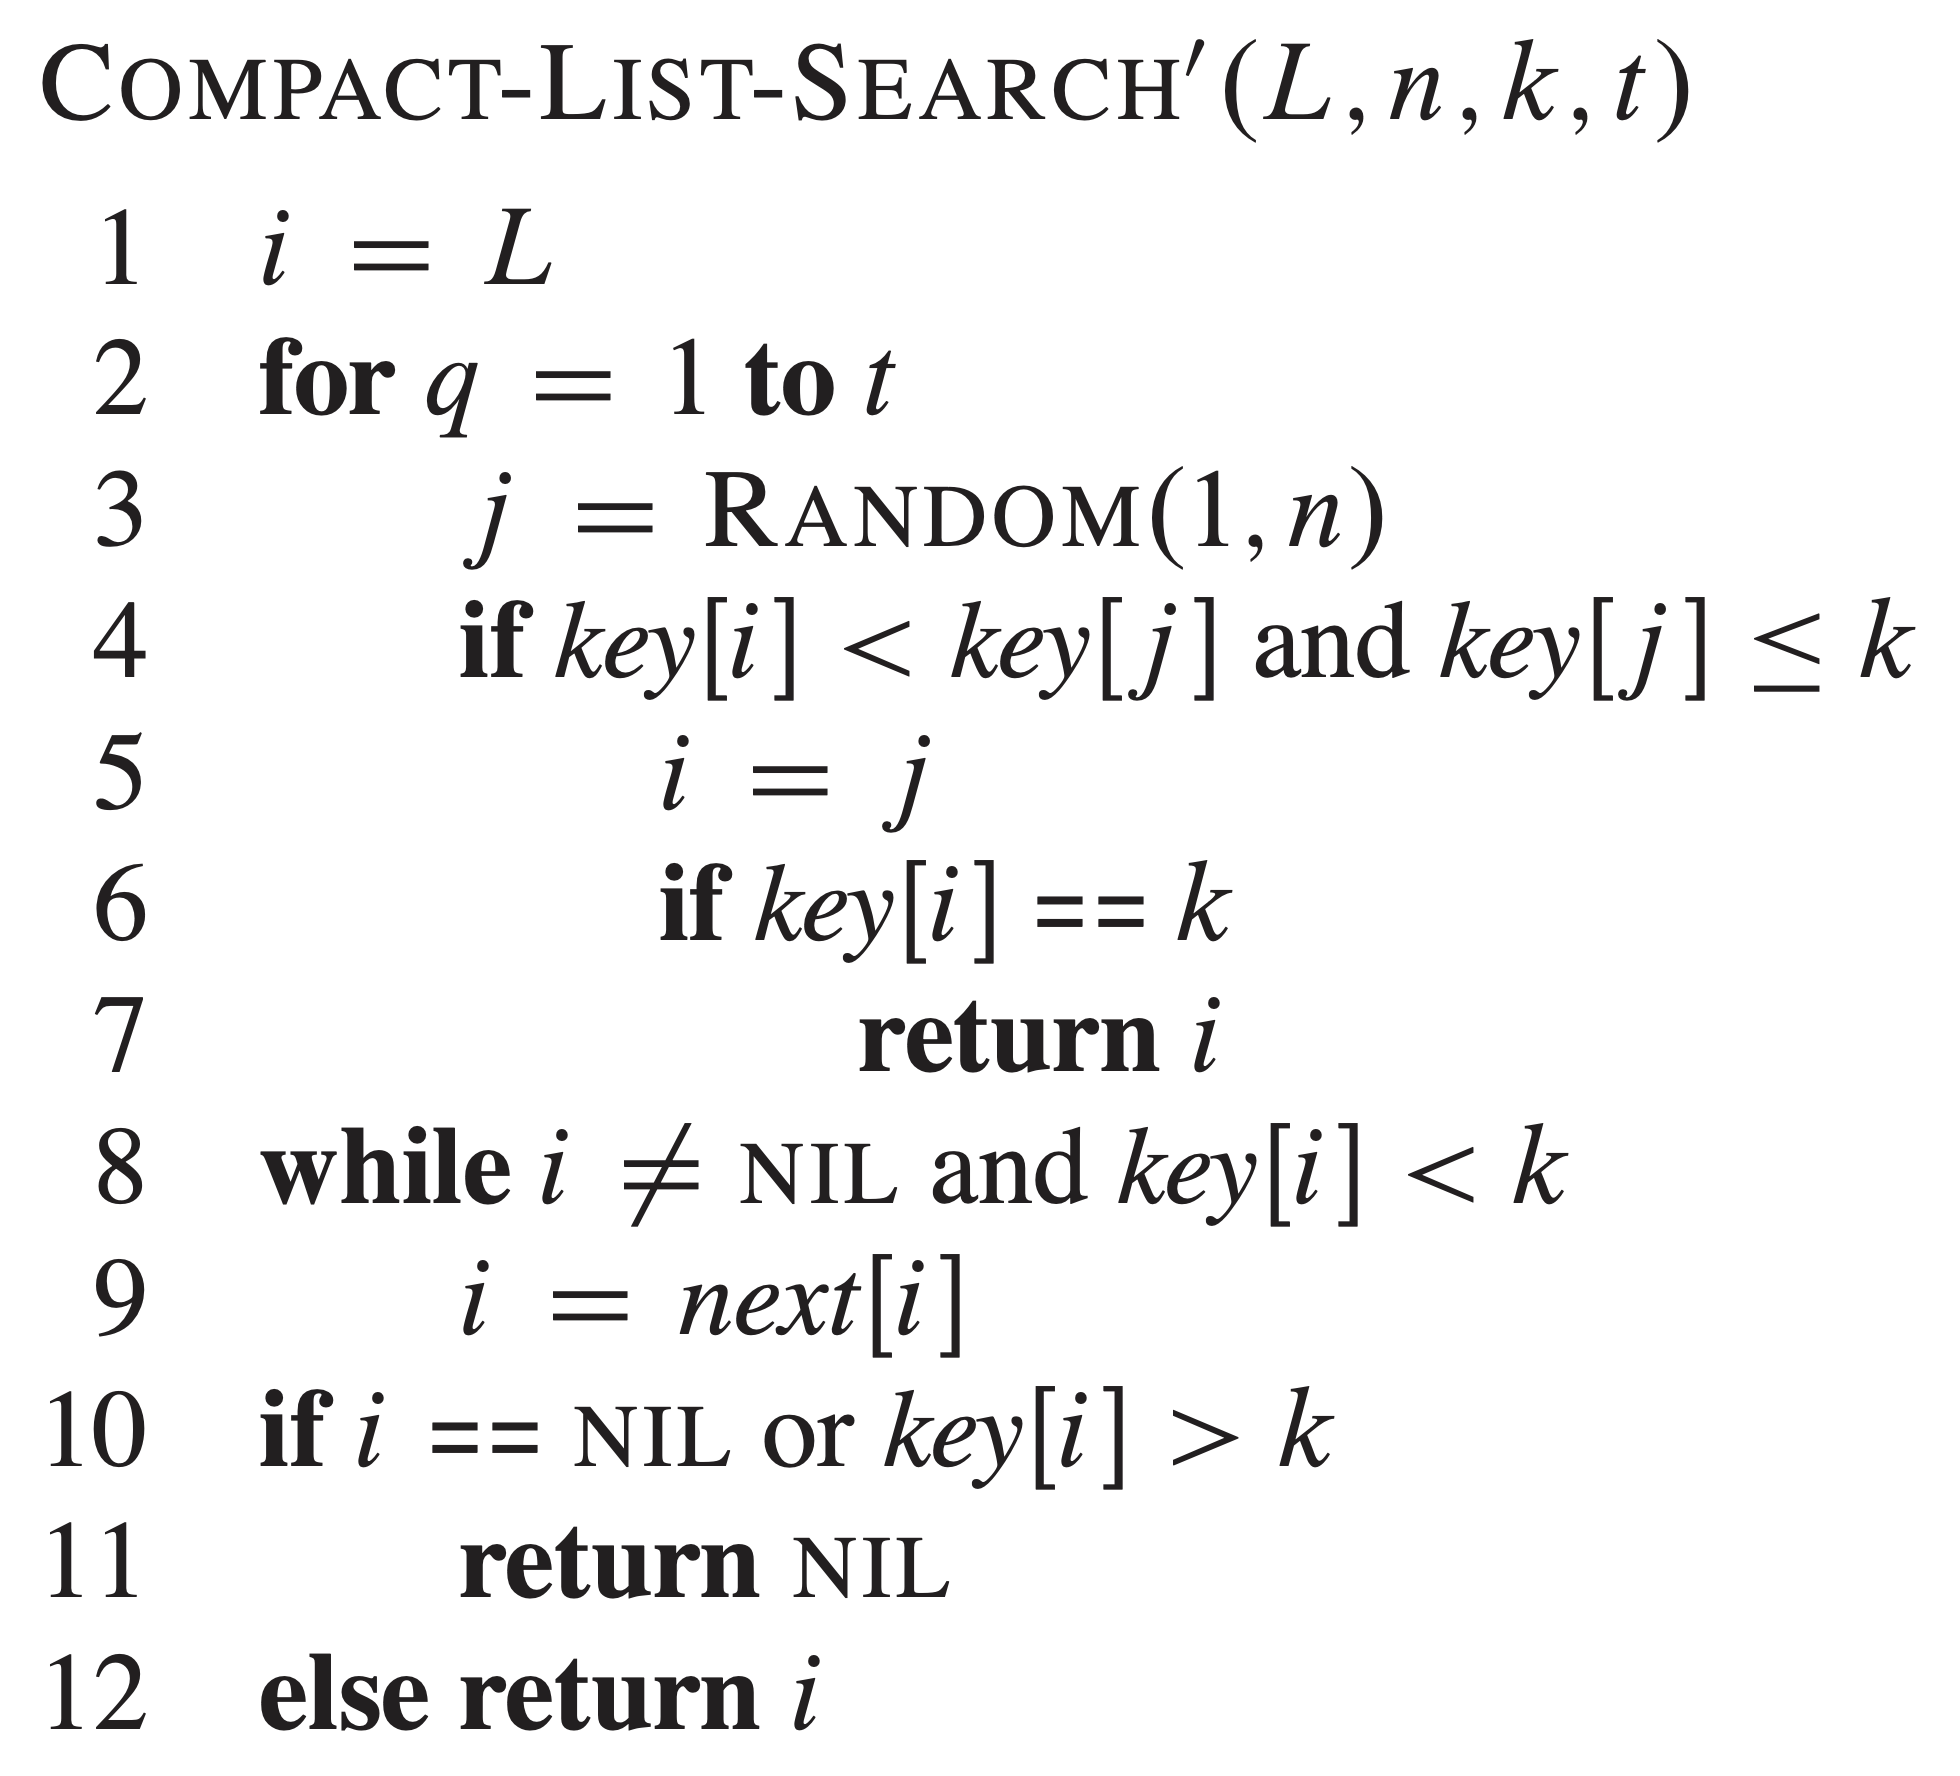 COMPACT-LIST-SEARCH′(L, n, k, t)
1 i = L
2 for q = 1 to t
3 j = RANDOM(1, n)
4 if key[i] < key[j] and key[j] ≤ k
5 i = j
6 if key[i] == k
7 return i
8 while i ≠ NIL and key[i] < k
9 i = next[i]
10 if i == NIL or key[i] > k
11 return NIL
12 else return i